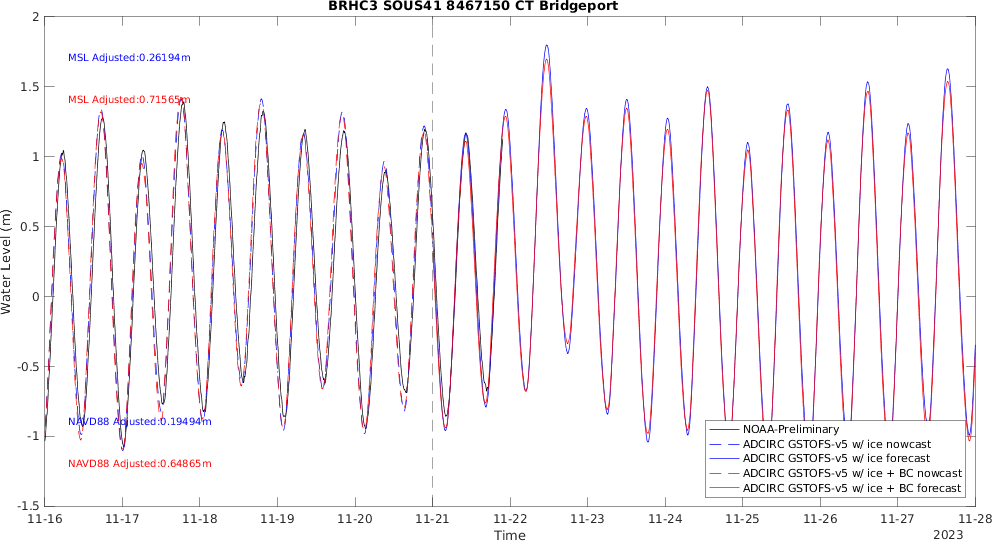 BRHC3 SOUS41 8467150 CT Bridgeport
2
1.5
1
0.5
0
-0.5
-1
-1.5
Water Level (m)
MSL Adjusted:0.26194m
MSL Adjusted:0.71565m
NAVD88 Adjusted:0.19494m
NAVD88 Adjusted:0.64865m
NOAA-Preliminary
ADCIRC GSTOFS-v5 w/ ice nowcast
ADCIRC GSTOFS-v5 w/ ice forecast
ADCIRC GSTOFS-v5 w/ ice + BC nowcast
ADCIRC GSTOFS-v5 w/ ice + BC forecast
11-16 11-17 11-18 11-19 11-20 11-21 11-22 11-23 11-24 11-25 11-26 11-27 11-28
Time
2023